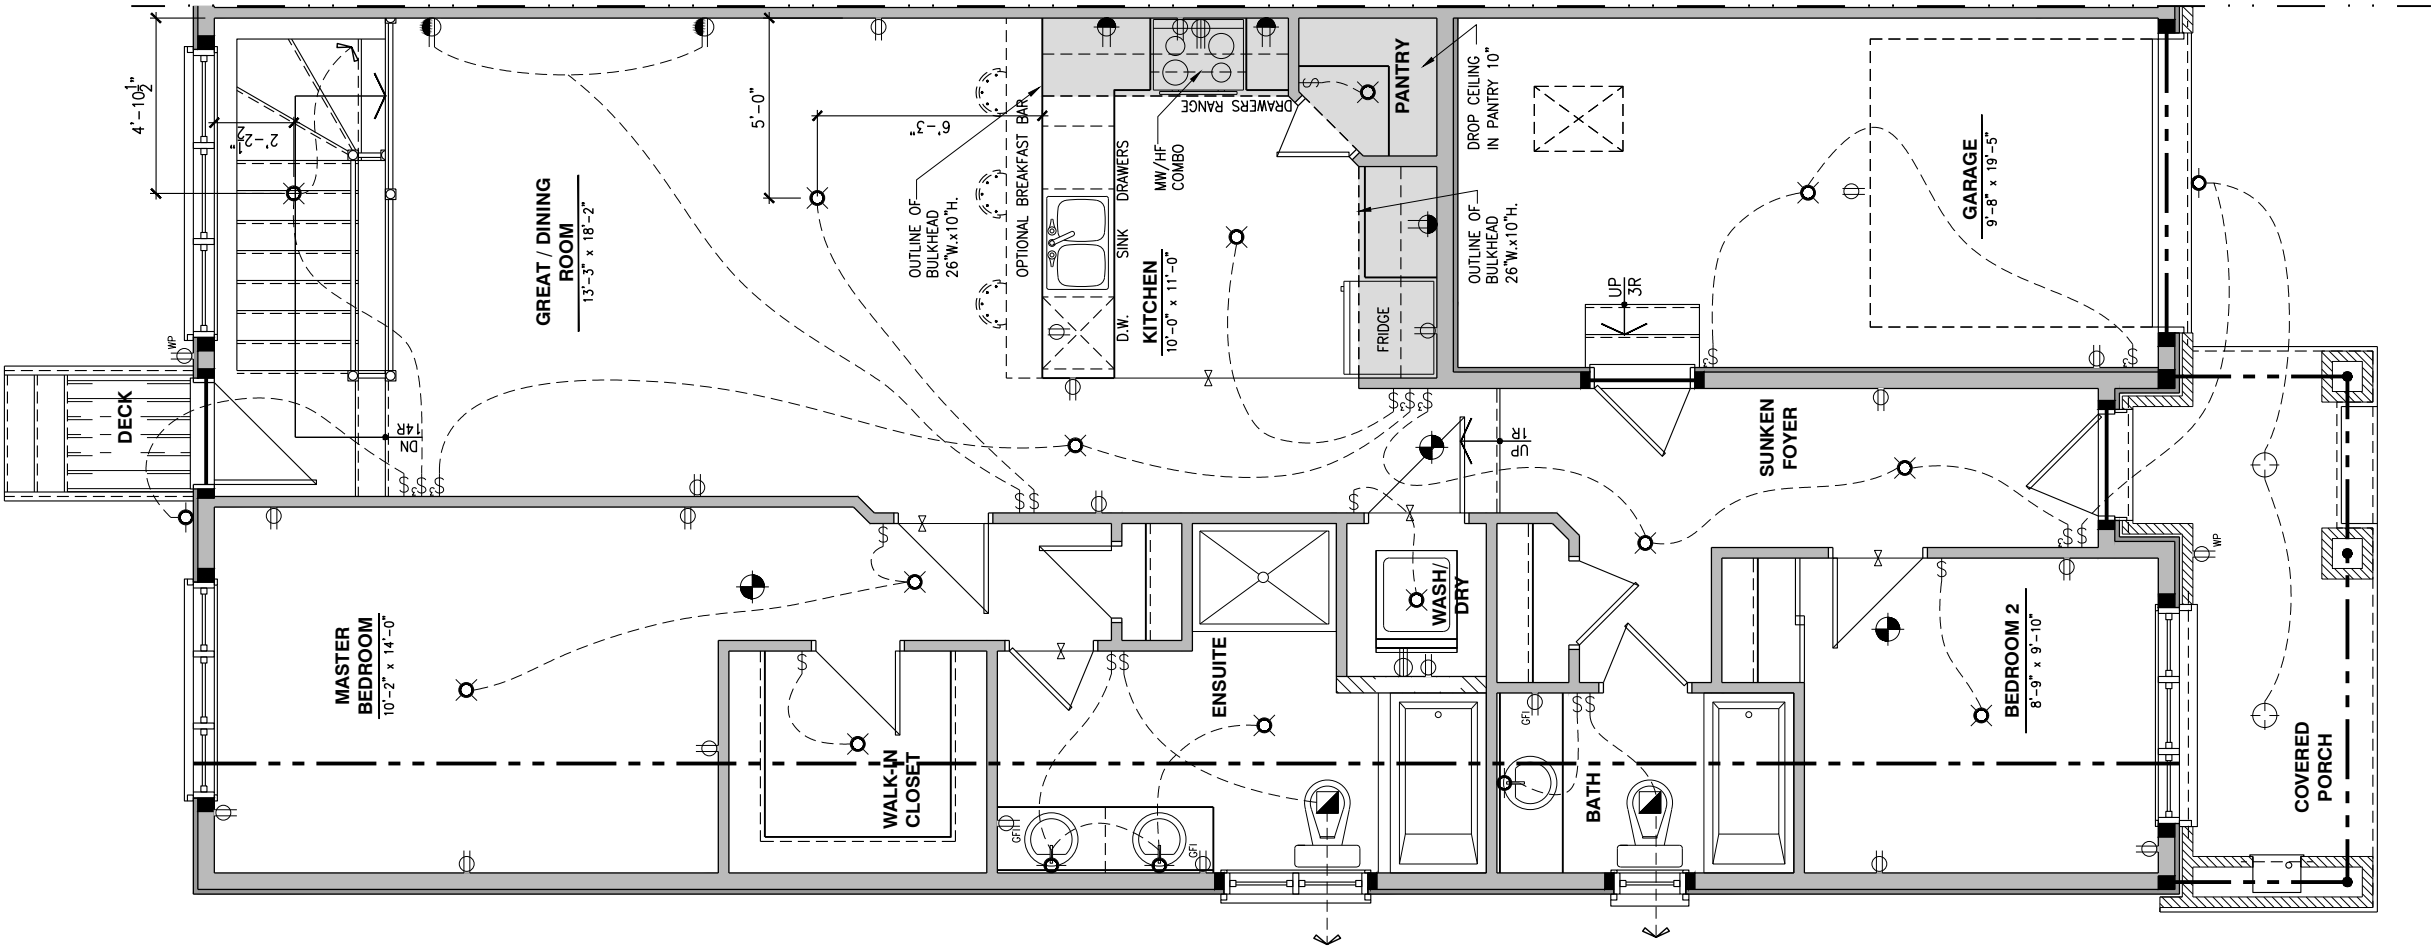 4'-10½"
2'-2½"
WP
DECK
DN
14R
GREAT / DINING
ROOM
13'-3" x 18'-2"
5'-0"
6'-3"
OUTLINE OF
BULKHEAD
26"W.x10"H.
OPTIONAL BREAKFAST BAR
DRAWERS
SINK
D.W.
MW/HF
COMBO
DRAWERS RANGE
KITCHEN
10'-0" x 11'-0"
PANTRY
DROP CEILING
IN PANTRY 10"
OUTLINE OF
BULKHEAD
26"W.x10"H.
FRIDGE
GARAGE
9'-8" x 19'-5"
UP
3R
UP
1R
SUNKEN
FOYER
MASTER
BEDROOM
10'-2" x 14'-0"
WALK-IN
CLOSET
ENSUITE
GFI
GFI
WASH/
DRY
BATH
GFI
BEDROOM 2
8'-9" x 9'-10"
WP
COVERED
PORCH